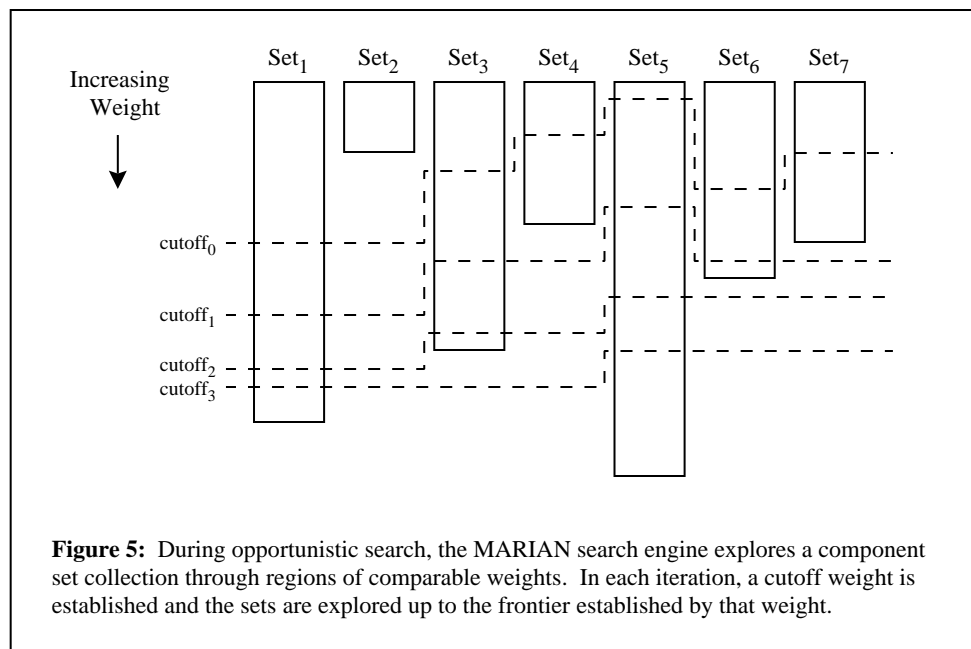 Set1 Set2 Set3 Set4 Set5 Set6 Set7
Increasing
Weight
cutoff0
cutoff1
cutoff2
cutoff3
Figure 5: During opportunistic search, the MARIAN search engine explores a component
set collection through regions of comparable weights. In each iteration, a cutoff weight is
established and the sets are explored up to the frontier established by that weight.